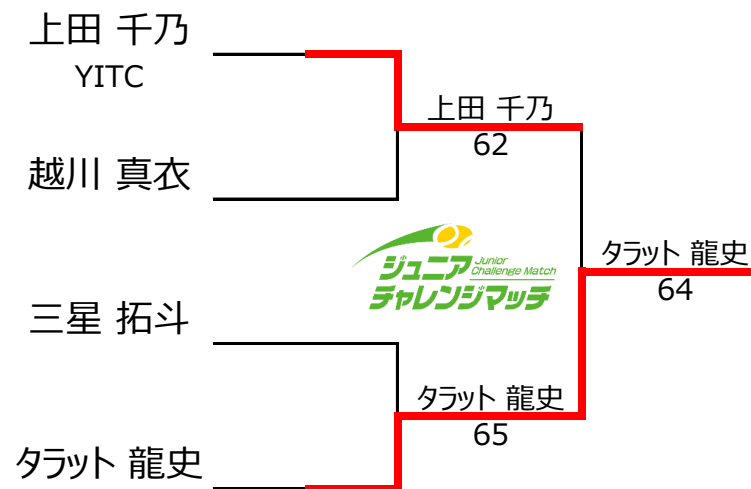 上田 千乃
YITC
越川 真衣
三星 拓斗
タラット 龍史
上田 千乃
62
ジュニア
Junior
Challenge Match
チャレンジマッチ
タラット 龍史
65
タラット 龍史
64